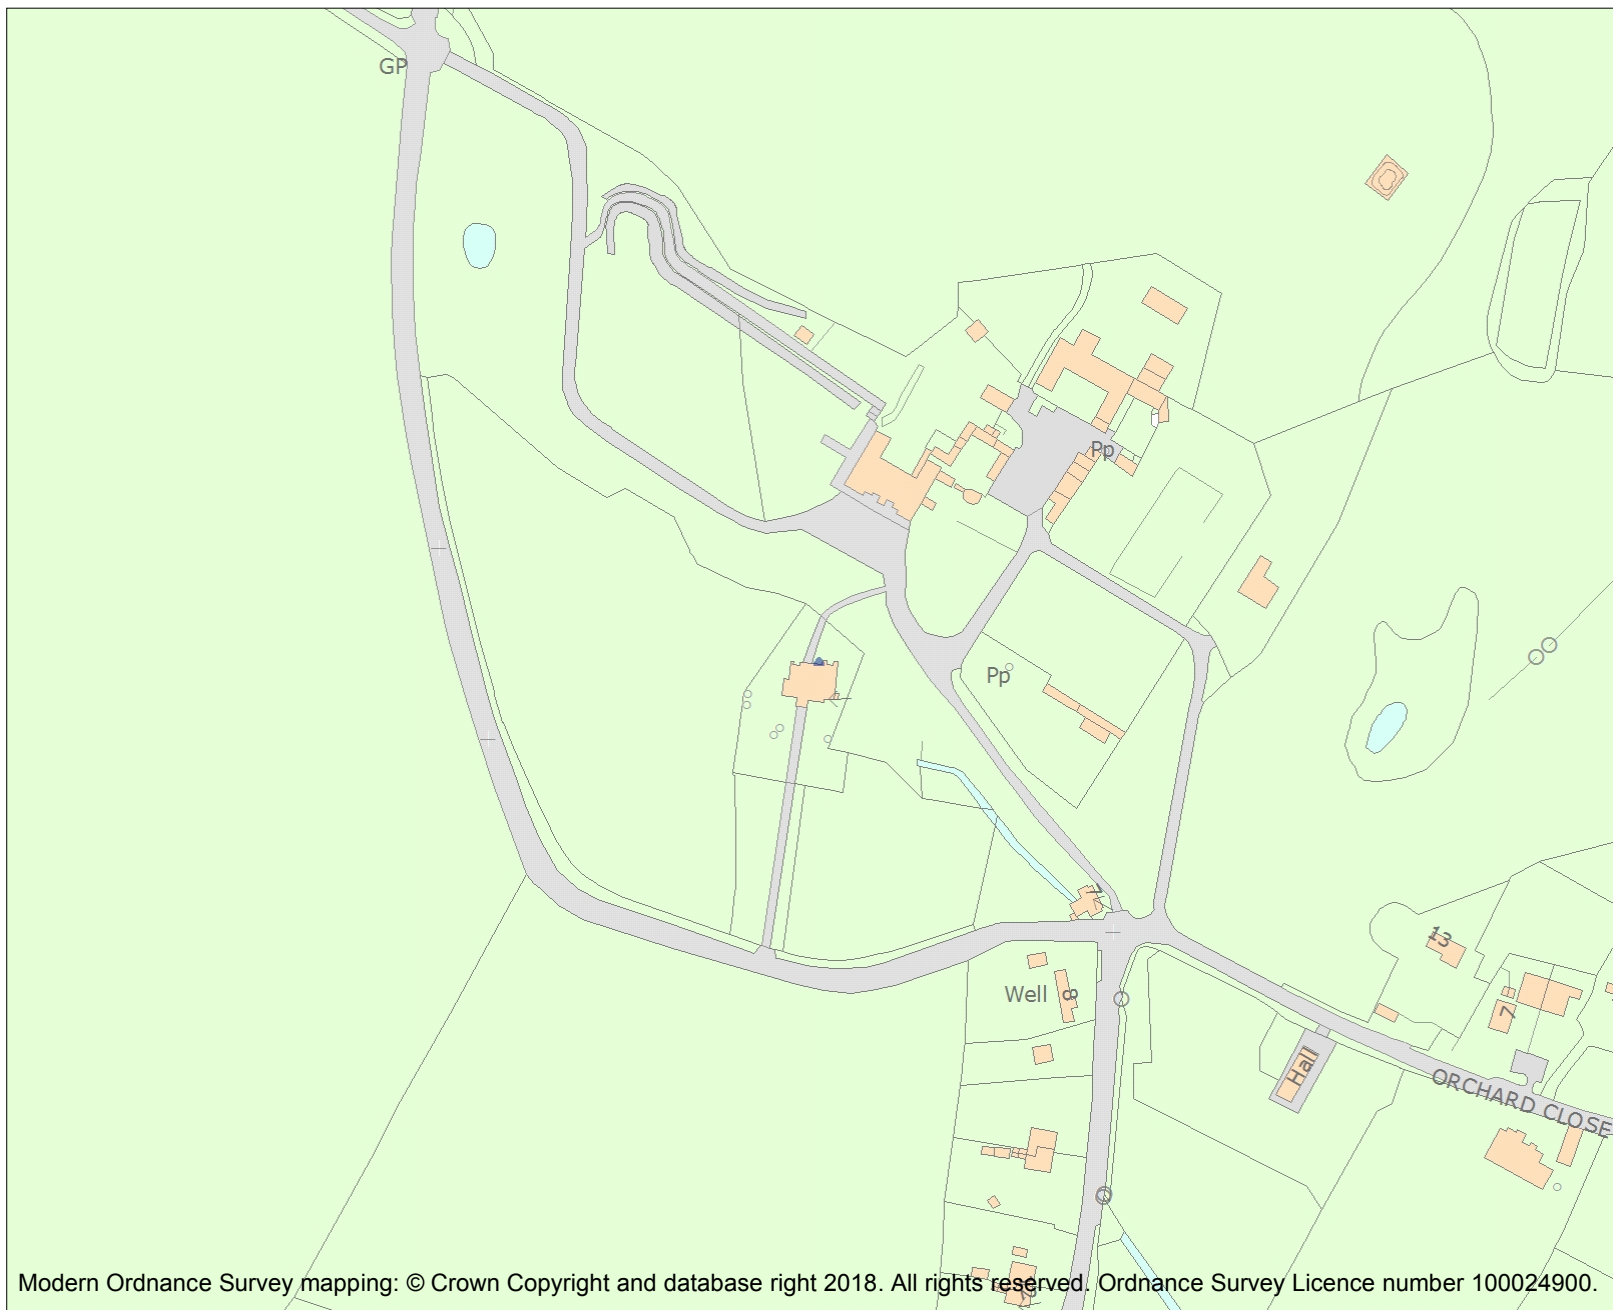 GP
Pp
Pp
7
13
Well
8
7
Hall
ORCHARD CLOSE
Modern Ordnance Survey mapping: © Crown Copyright and database right 2018. All rights reserved. Ordnance Survey Licence number 100024900.